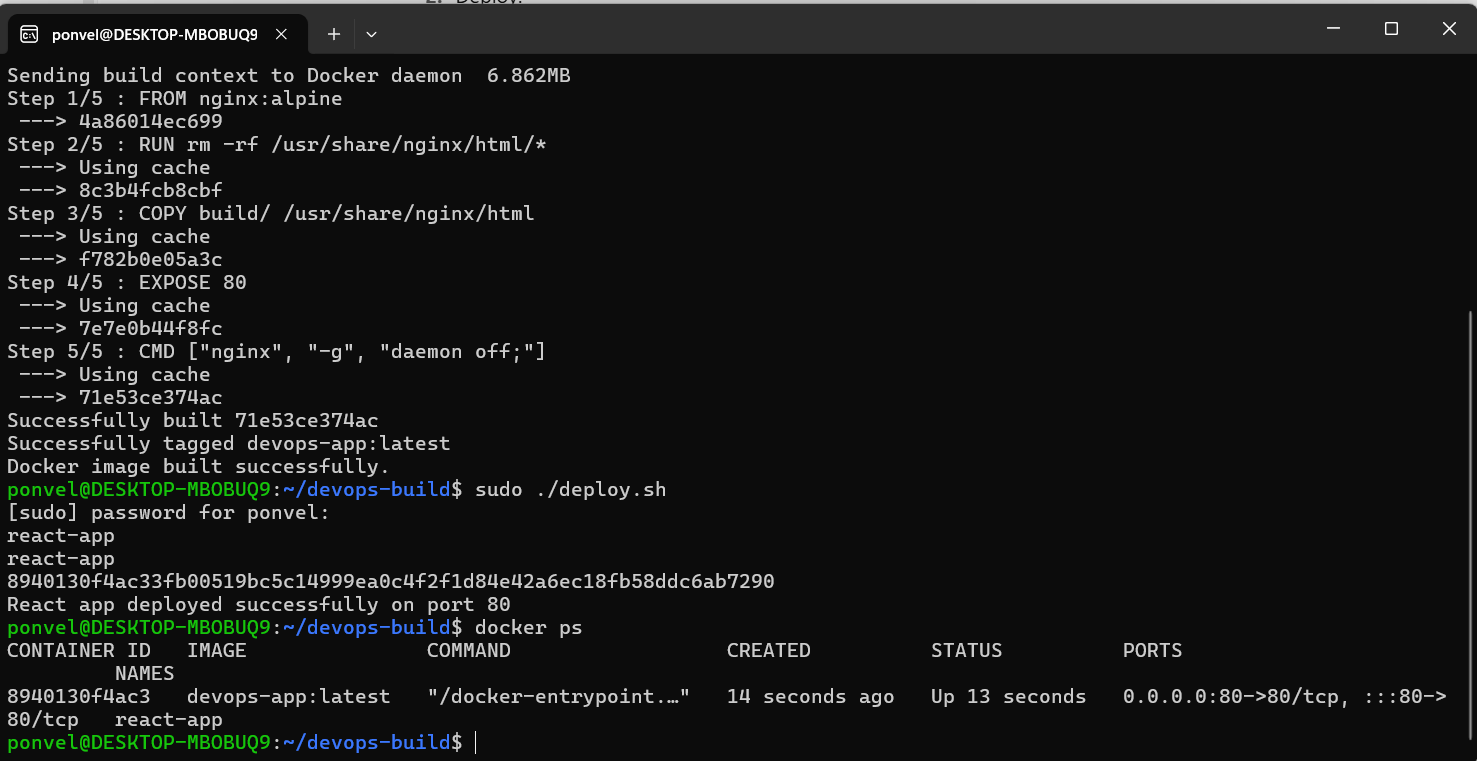 2. Deploy:
ponvel@DESKTOP-MBOBUQ9
Sending build context to Docker daemon  6.862MB
Step 1/5 : FROM nginx:alpine
 ---> 4a86014ec699
Step 2/5 : RUN rm -rf /usr/share/nginx/html/*
 ---> Using cache
 ---> 8c3b4fcb8cbf
Step 3/5 : COPY build/ /usr/share/nginx/html
 ---> Using cache
 ---> f782b0e05a3c
Step 4/5 : EXPOSE 80
 ---> Using cache
 ---> 7e7e0b44f8fc
Step 5/5 : CMD ["nginx", "-g", "daemon off;"]
 ---> Using cache
 ---> 71e53ce374ac
Successfully built 71e53ce374ac
Successfully tagged devops-app:latest
Docker image built successfully.
ponvel@DESKTOP-MBOBUQ9:~/devops-build$ sudo ./deploy.sh
[sudo] password for ponvel:
react-app
react-app
8940130f4ac33fb00519bc5c14999ea0c4f2f1d84e42a6ec18fb58ddc6ab7290
React app deployed successfully on port 80
ponvel@DESKTOP-MBOBUQ9:~/devops-build$ docker ps
CONTAINER ID   IMAGE               COMMAND                  CREATED          STATUS          PORTS
         NAMES
8940130f4ac3   devops-app:latest   "/docker-entrypoint.…"   14 seconds ago   Up 13 seconds   0.0.0.0:80->80/tcp, :::80->
80/tcp   react-app
ponvel@DESKTOP-MBOBUQ9:~/devops-build$